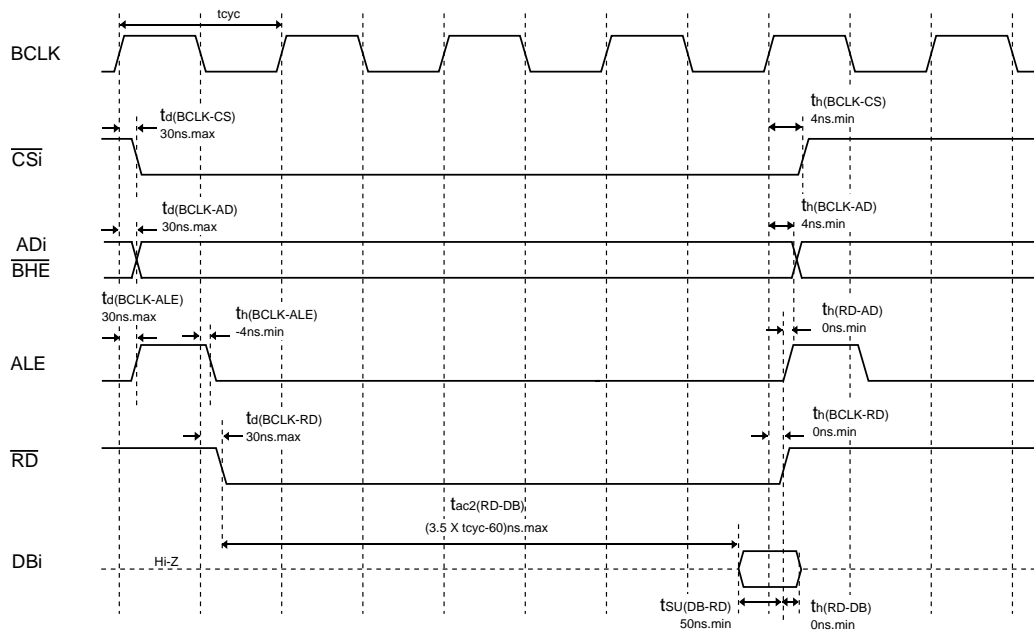 tcyc
BCLK
td(BCLK-CS)
30ns.max
th(BCLK-CS)
4ns.min
CSi
td(BCLK-AD)
30ns.max
th(BCLK-AD)
4ns.min
ADi
BHE
td(BCLK-ALE)
30ns.max
th(BCLK-ALE)
-4ns.min
th(RD-AD)
0ns.min
ALE
td(BCLK-RD)
30ns.max
th(BCLK-RD)
0ns.min
RD
tac2(RD-DB)
(3.5 X tcyc-60)ns.max
DBi
Hi-Z
tSU(DB-RD)
50ns.min
th(RD-DB)
0ns.min